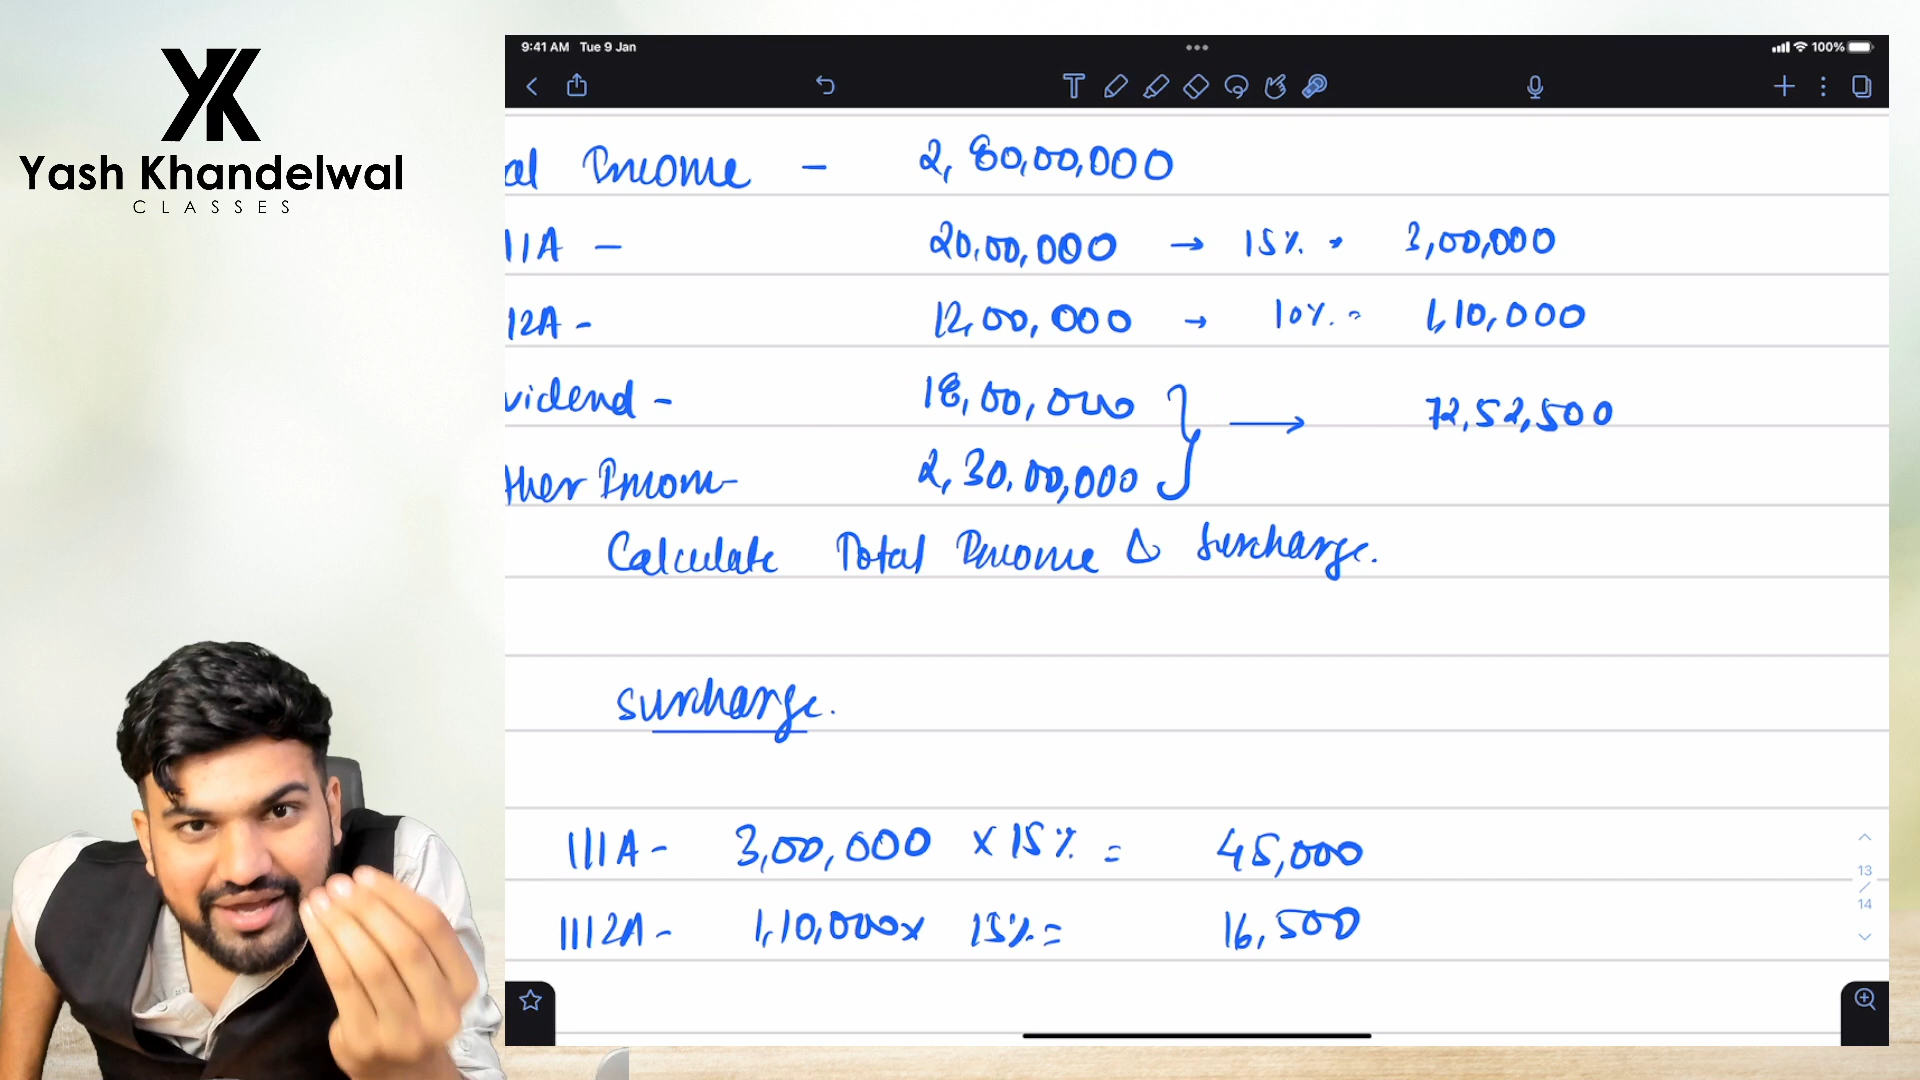 YK
Yash Khandelwal
CLASSES
9:41 AM Tue 9 Jan
100%
al Income - 2,80,00,000
11A - 20,00,000 → 15% = 3,00,000
12A - 12,00,000 → 10% = 1,10,000
vidend - 18,00,000
72,52,500
ther Income - 2,30,00,000
Calculate Total Income & Surcharge.
Surcharge.
111A - 3,00,000 x 15% = 45,000
1112A - 1,10,000 x 15% = 16,500
13
/
14